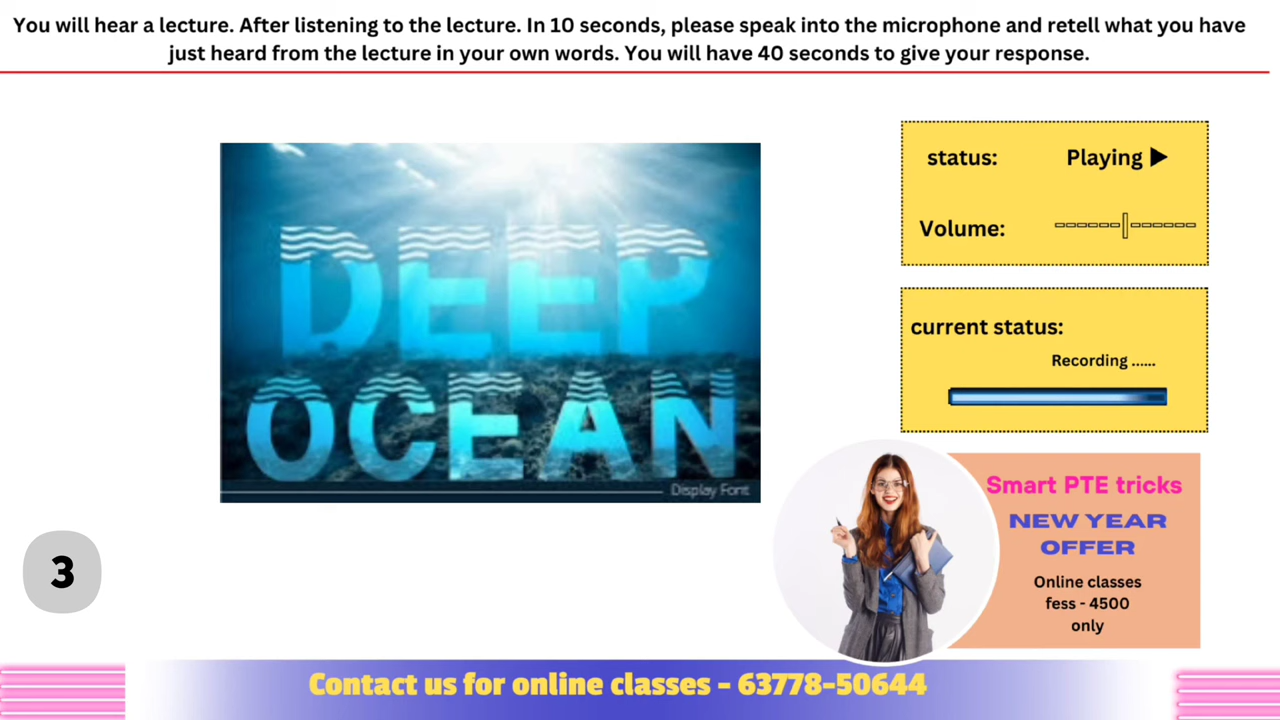 You will hear a lecture. After listening to the lecture. In 10 seconds, please speak into the microphone and retell what you have
just heard from the lecture in your own words. You will have 40 seconds to give your response.
DEEP
OCEAN
Display Font
status: Playing
Volume:
current status:
Recording ......
3
Smart PTE tricks
NEW YEAR
OFFER
Online classes
fess - 4500
only
Contact us for online classes - 63778-50644